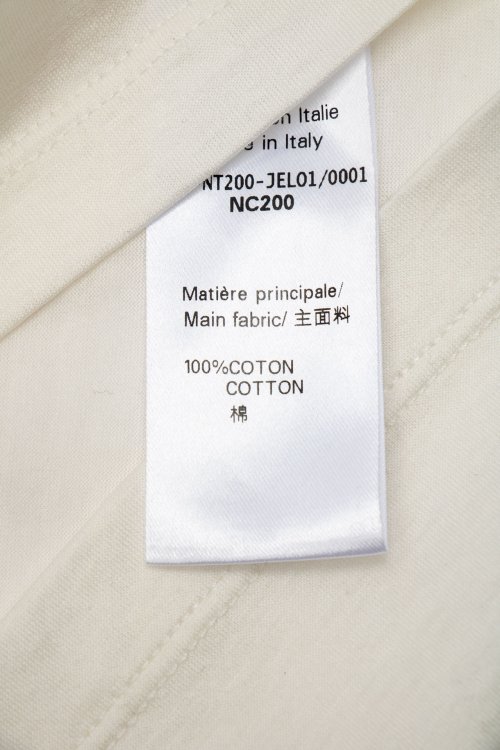 Italie
in Italy
NT200-JEL01/0001
NC200
Matière principale/
Main fabric/ 主面料
100%COTON
COTTON
棉